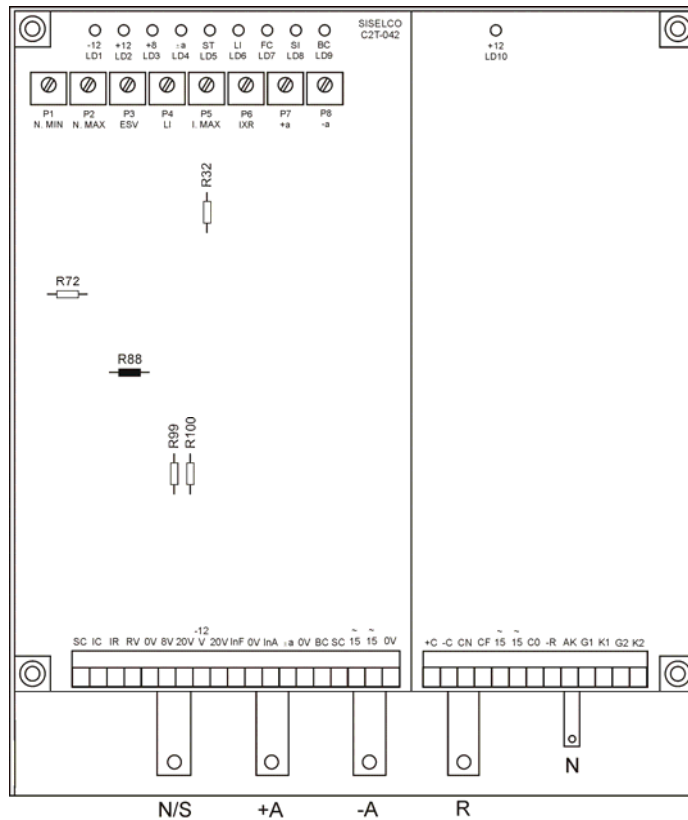 SISELCO
C2T-042
-12 +12 +8 ±a ST LI FC SI BC
LD1 LD2 LD3 LD4 LD5 LD6 LD7 LD8 LD9
+12
LD10
P1 P2 P3 P4 P5 P6 P7 P8
N. MIN N. MAX ESV LI I. MAX IXR +a -a
R32
R72
R88
R99 R100
-12 ~ ~
SC IC IR RV 0V 8V 20V V 20V InF 0V InA ±a 0V BC SC 15 15 0V
~ ~
+C -C CN CF 15 15 C0 -R AK G1 K1 G2 K2
N
N/S +A -A R